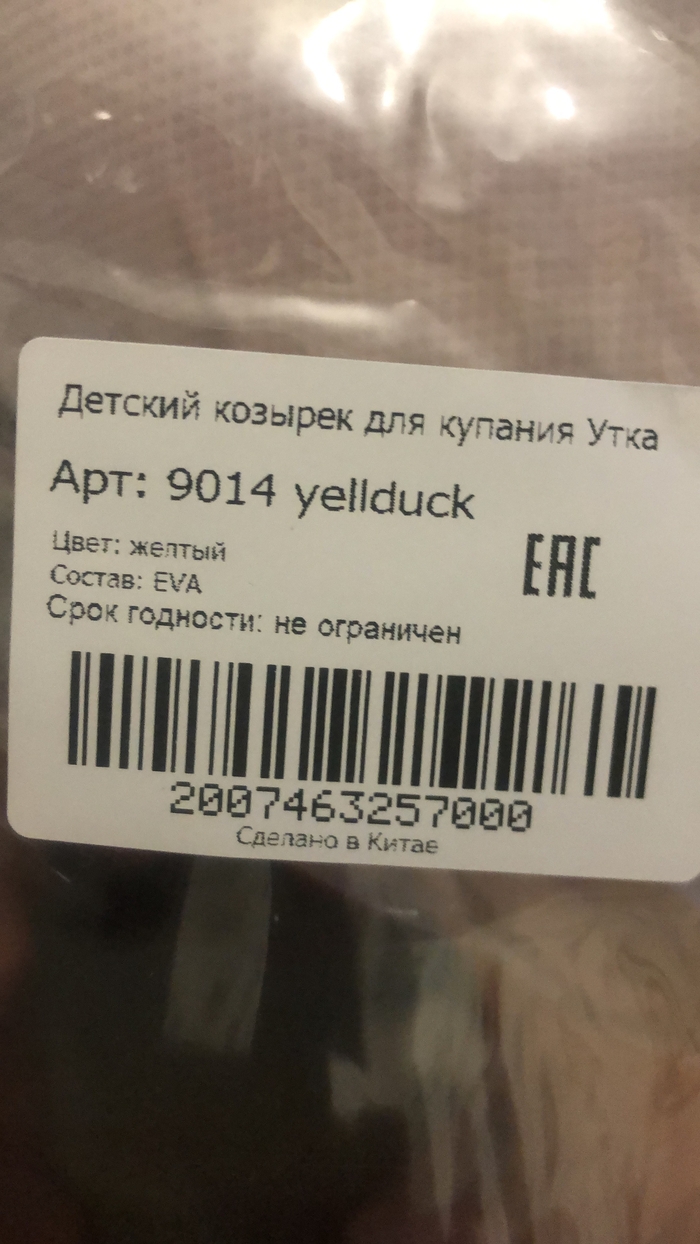 Детский козырек для купания Утка
Арт: 9014 yellduck
Цвет: желтый
Состав: EVA
EAC
Срок годности: не ограничен
2007463257000
Сделано в Китае